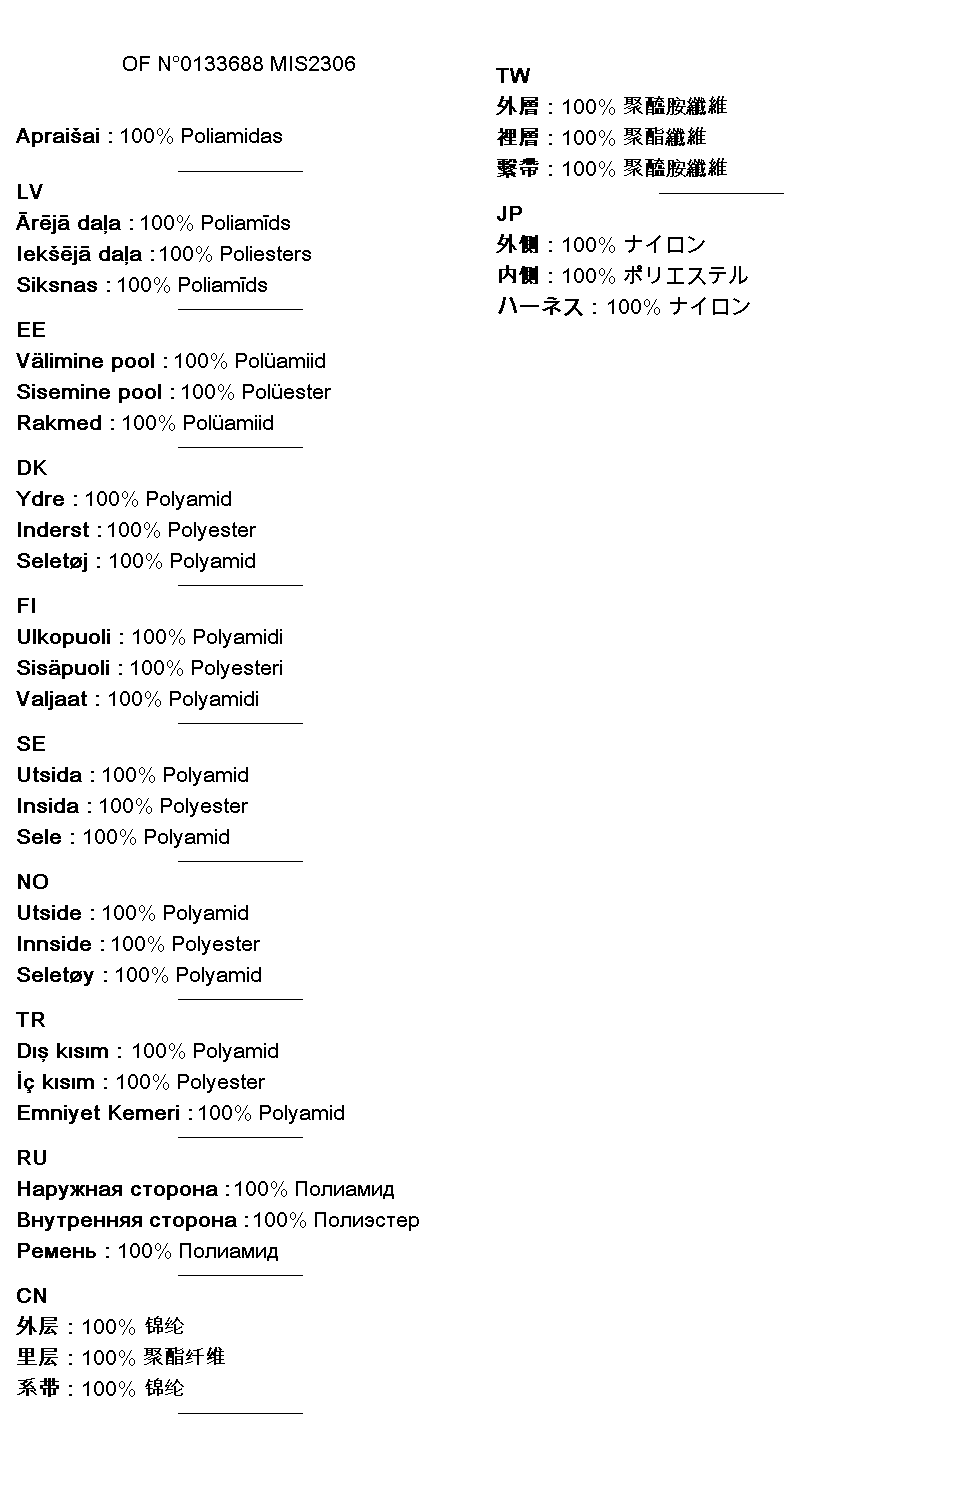 OF N°0133688 MIS2306
Apraišai : 100% Poliamidas
LV
Ārējā daļa : 100% Poliamīds
Iekšējā daļa : 100% Poliesters
Siksnas : 100% Poliamīds
EE
Välimine pool : 100% Polüamiid
Sisemine pool : 100% Polüester
Rakmed : 100% Polüamiid
DK
Ydre : 100% Polyamid
Inderst : 100% Polyester
Seletøj : 100% Polyamid
FI
Ulkopuoli : 100% Polyamidi
Sisäpuoli : 100% Polyesteri
Valjaat : 100% Polyamidi
SE
Utsida : 100% Polyamid
Insida : 100% Polyester
Sele : 100% Polyamid
NO
Utside : 100% Polyamid
Innside : 100% Polyester
Seletøy : 100% Polyamid
TR
Dış kısım : 100% Polyamid
İç kısım : 100% Polyester
Emniyet Kemeri : 100% Polyamid
RU
Наружная сторона : 100% Полиамид
Внутренняя сторона : 100% Полиэстер
Ремень : 100% Полиамид
CN
外层 : 100% 锦纶
里层 : 100% 聚酯纤维
系带 : 100% 锦纶
TW
外層 : 100% 聚醯胺纖維
裡層 : 100% 聚酯纖維
繫帶 : 100% 聚醯胺纖維
JP
外側 : 100% ナイロン
内側 : 100% ポリエステル
ハーネス : 100% ナイロン